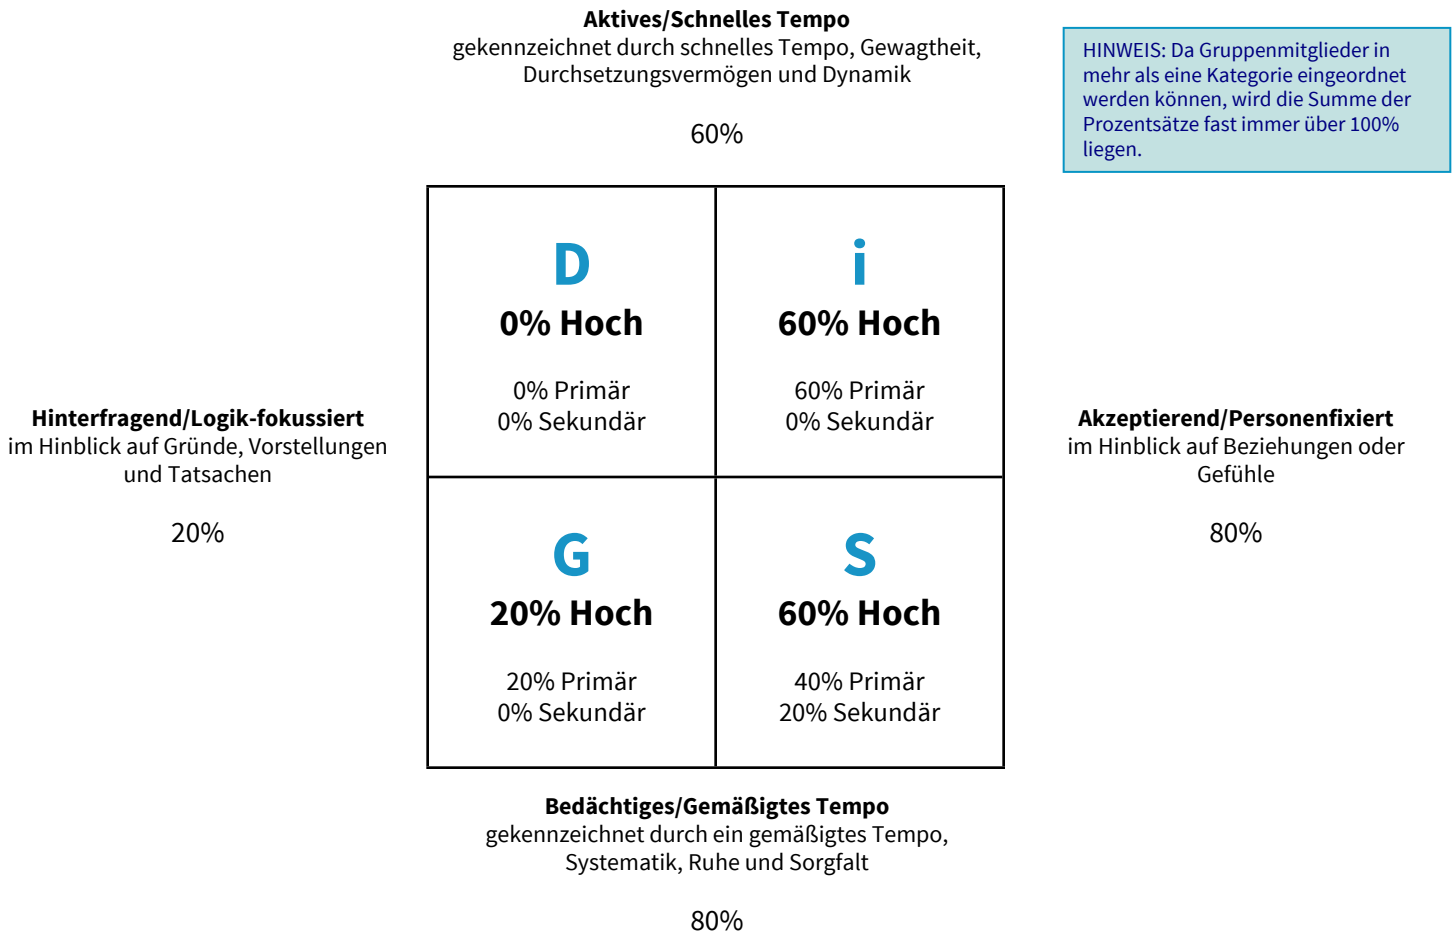 Aktives/Schnelles Tempo
gekennzeichnet durch schnelles Tempo, Gewagtheit,
Durchsetzungsvermögen und Dynamik
60%
HINWEIS: Da Gruppenmitglieder in
mehr als eine Kategorie eingeordnet
werden können, wird die Summe der
Prozentsätze fast immer über 100%
liegen.
D
0% Hoch
0% Primär
0% Sekundär
i
60% Hoch
60% Primär
0% Sekundär
Hinterfragend/Logik-fokussiert
im Hinblick auf Gründe, Vorstellungen
und Tatsachen
20%
Akzeptierend/Personenfixiert
im Hinblick auf Beziehungen oder
Gefühle
80%
G
20% Hoch
20% Primär
0% Sekundär
S
60% Hoch
40% Primär
20% Sekundär
Bedächtiges/Gemäßigtes Tempo
gekennzeichnet durch ein gemäßigtes Tempo,
Systematik, Ruhe und Sorgfalt
80%